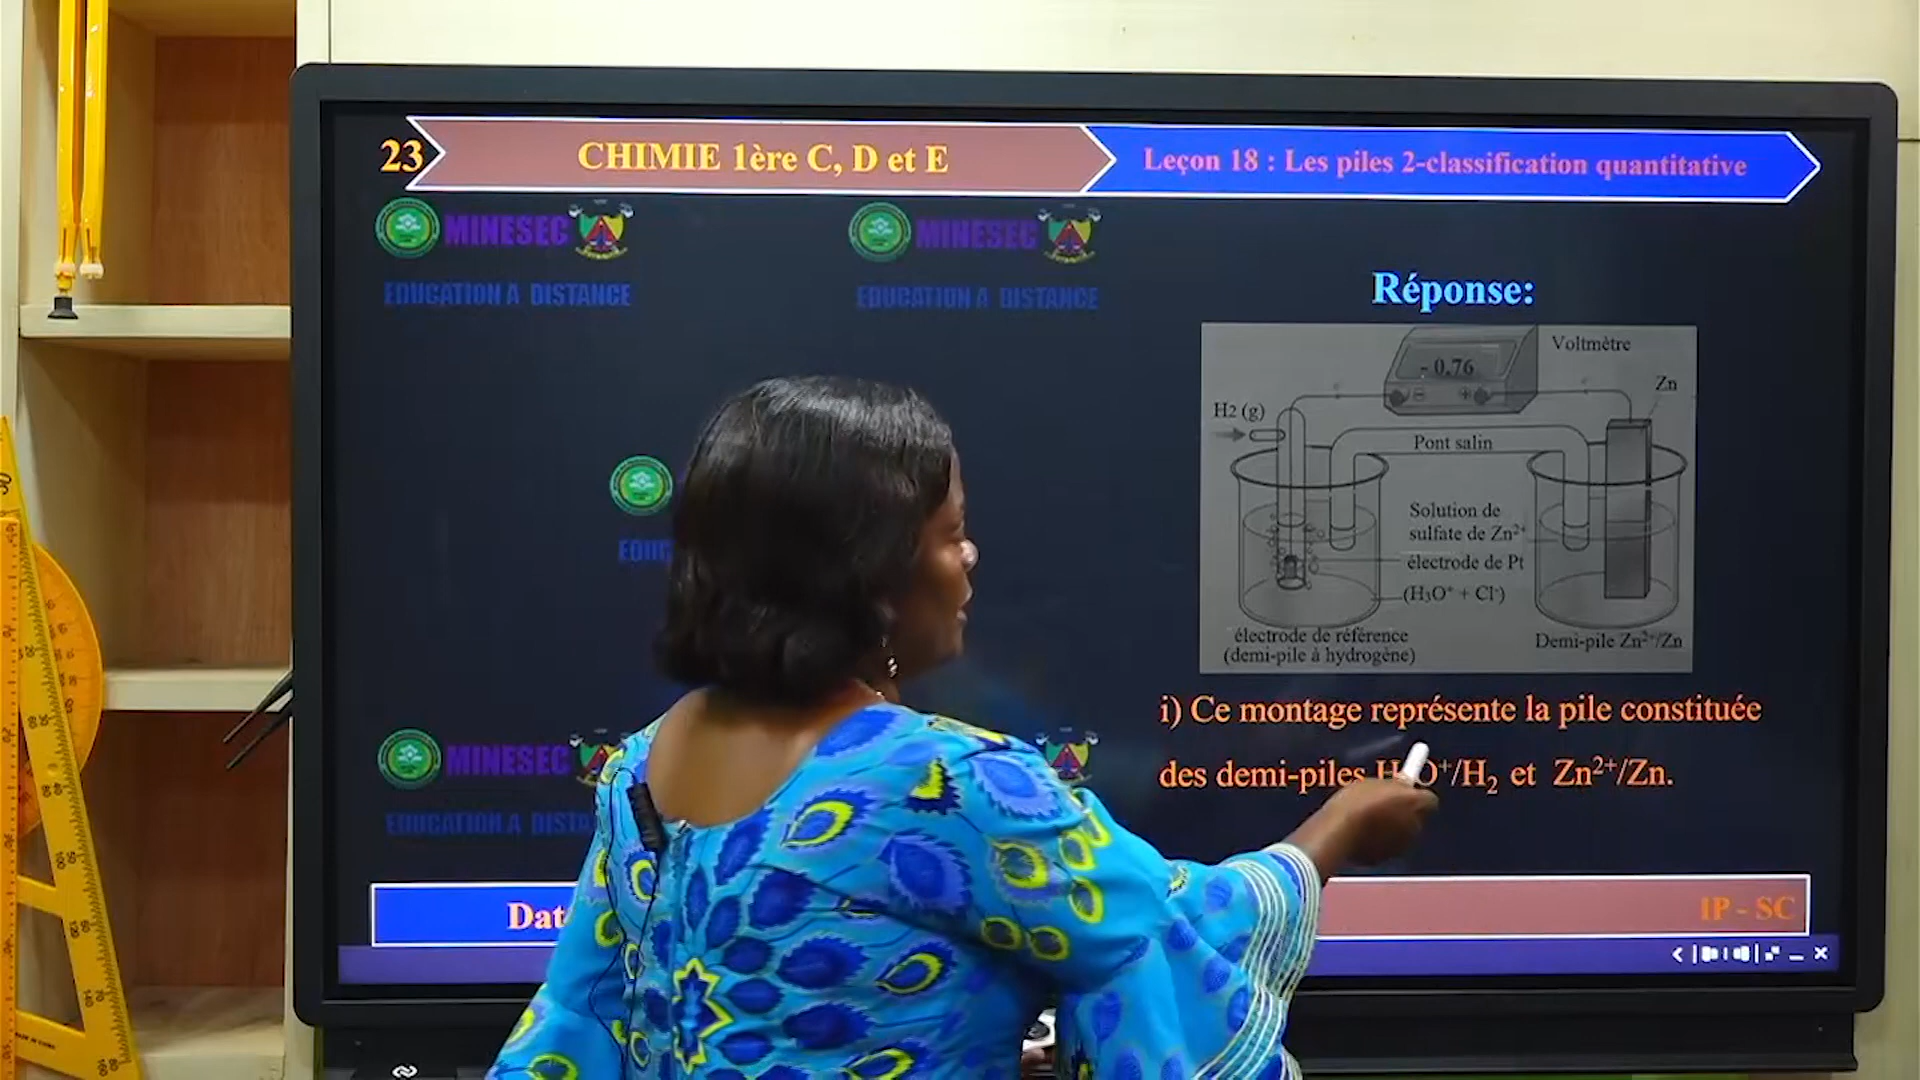 23
CHIMIE 1ère C, D et E
Leçon 18 : Les piles 2-classification quantitative
MINESEC
EDUCATION A DISTANCE
MINESEC
EDUCATION A DISTANCE
Réponse:
Voltmètre
- 0.76
Zn
H2 (g)
Pont salin
Solution de
sulfate de Zn²⁺
électrode de Pt
(H₃O⁺ + Cl⁻)
électrode de référence
(demi-pile à hydrogène)
Demi-pile Zn²⁺/Zn
i) Ce montage représente la pile constituée
des demi-piles H O⁺/H₂ et Zn²⁺/Zn.
MINESEC
EDUCATION A
IP - SC